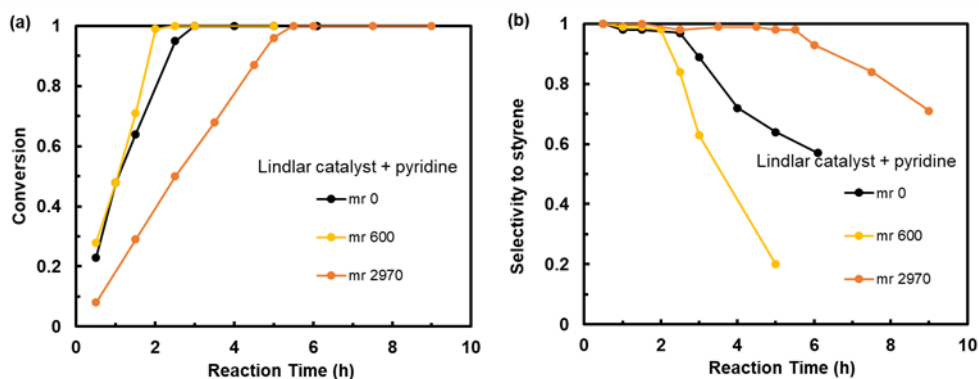 (a)
Conversion
1
0.8
0.6
0.4
0.2
0
0 2 4 6 8 10
Reaction Time (h)
Lindlar catalyst + pyridine
mr 0
mr 600
mr 2970
(b)
Selectivity to styrene
1
0.8
0.6
0.4
0.2
0
0 2 4 6 8 10
Reaction Time (h)
Lindlar catalyst + pyridine
mr 0
mr 600
mr 2970